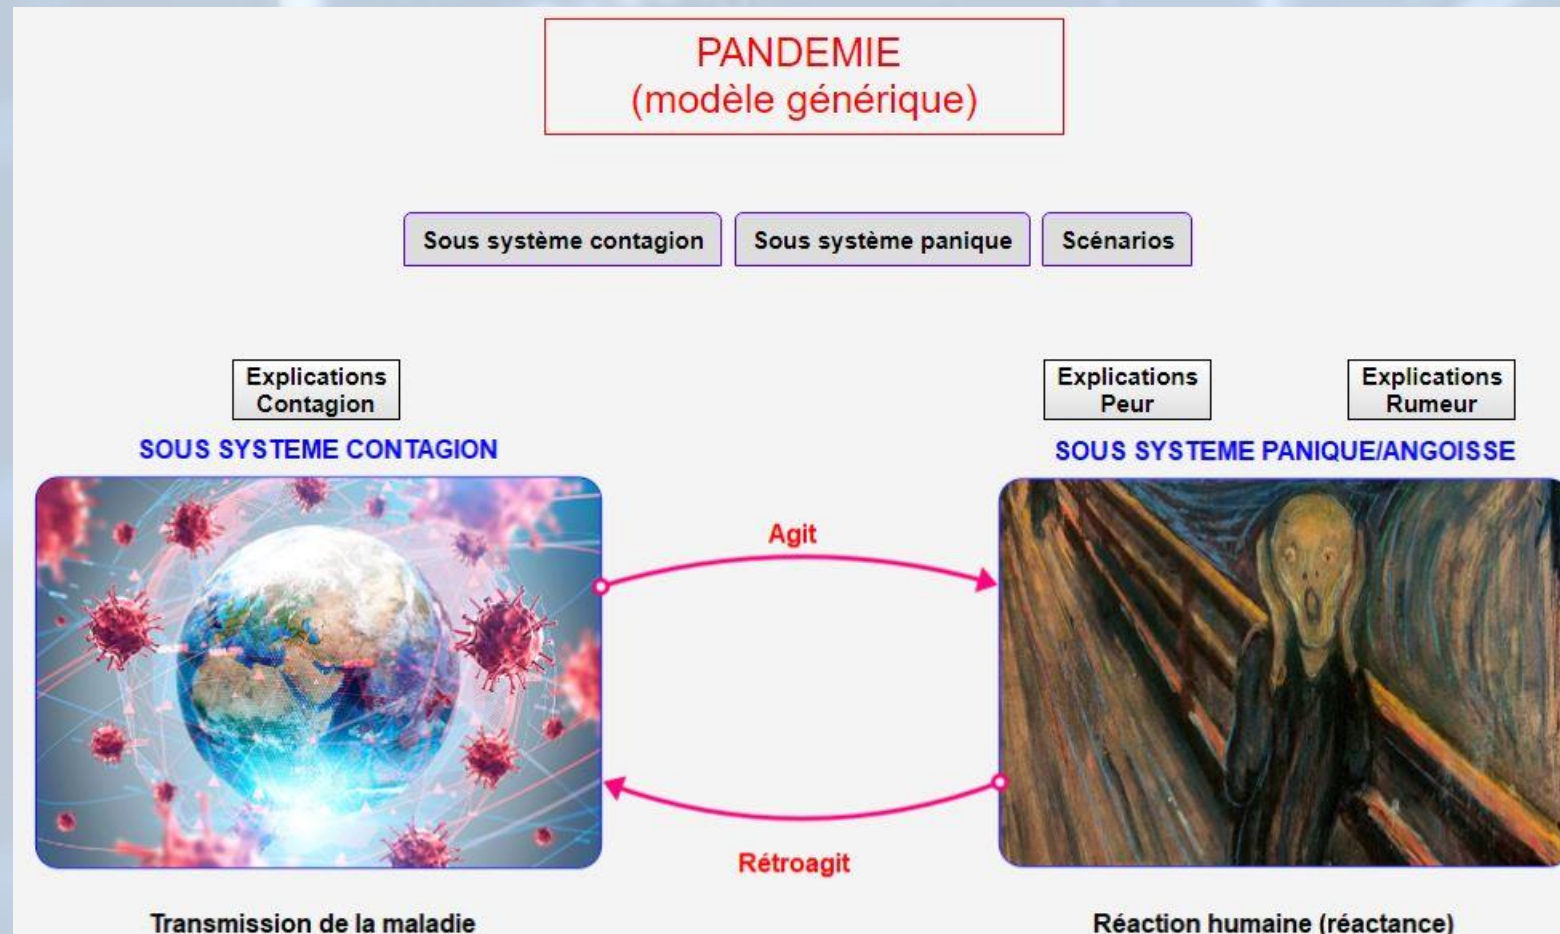 PANDEMIE
(modèle générique)
Sous système contagion
Sous système panique
Scénarios
Explications
Contagion
Explications
Peur
Explications
Rumeur
SOUS SYSTEME CONTAGION
SOUS SYSTEME PANIQUE/ANGOISSE
Agit
Rétroagit
Transmission de la maladie
Réaction humaine (réactance)